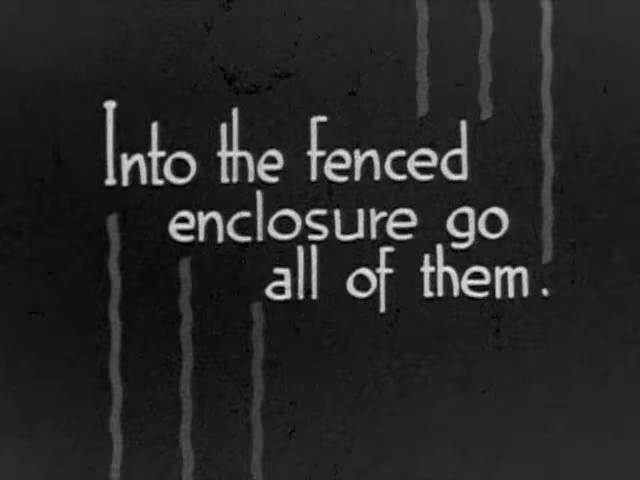 Into the fenced
enclosure go
all of them.